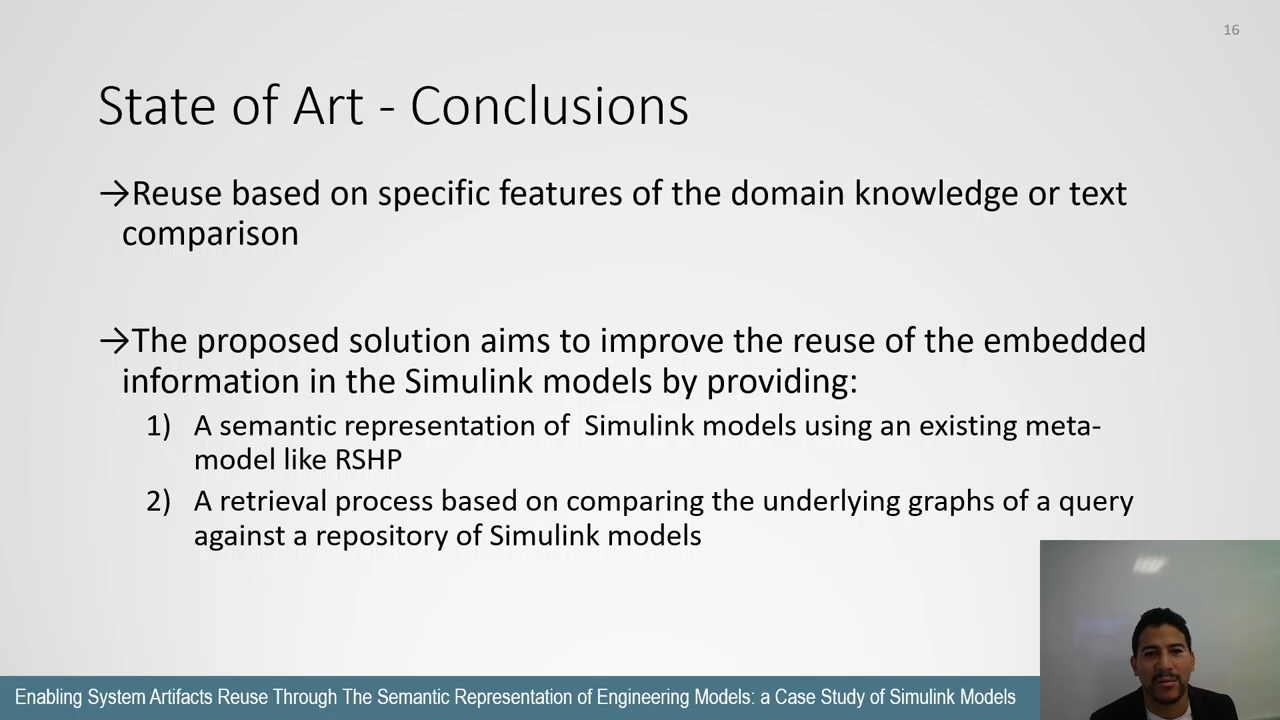 16
State of Art - Conclusions
→Reuse based on specific features of the domain knowledge or text
comparison
→The proposed solution aims to improve the reuse of the embedded
information in the Simulink models by providing:
1) A semantic representation of  Simulink models using an existing meta-
model like RSHP
2) A retrieval process based on comparing the underlying graphs of a query
against a repository of Simulink models
Enabling System Artifacts Reuse Through The Semantic Representation of Engineering Models: a Case Study of Simulink Models